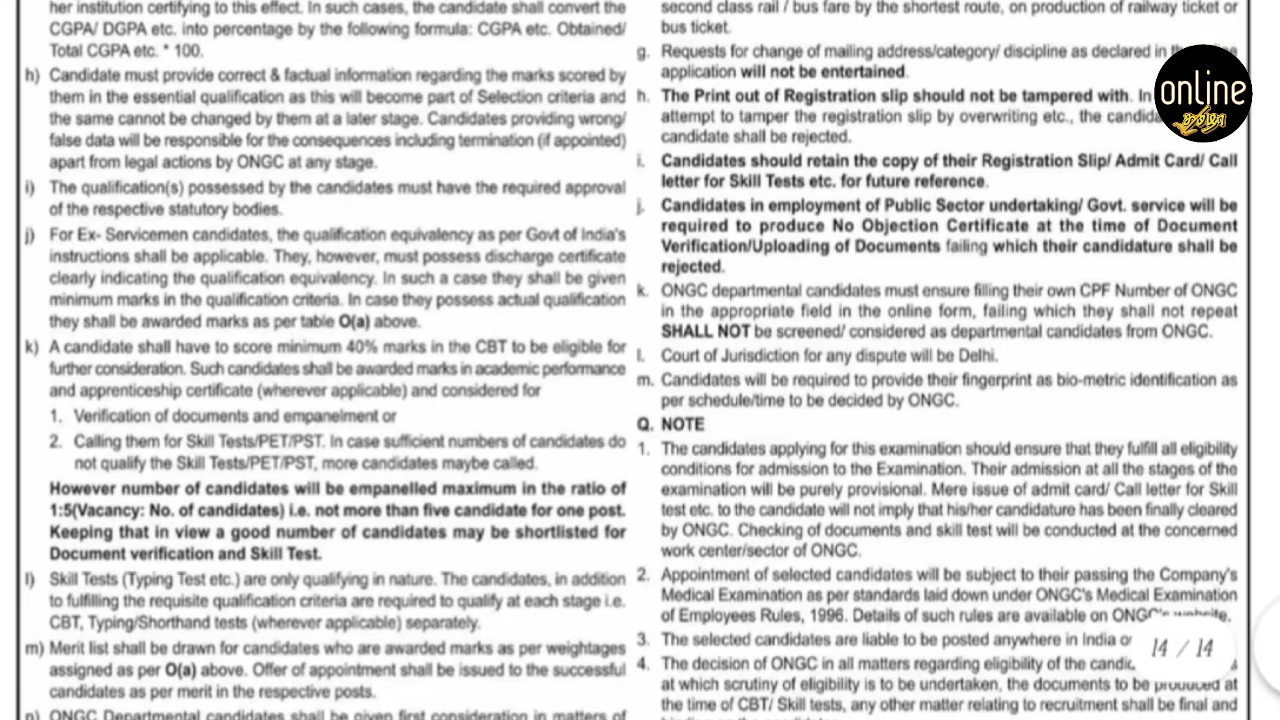 her institution certifying to this effect. In such cases, the candidate shall convert the
CGPA/ DGPA etc. into percentage by the following formula: CGPA etc. Obtained/
Total CGPA etc. * 100.
h) Candidate must provide correct & factual information regarding the marks scored by
them in the essential qualification as this will become part of Selection criteria and
the same cannot be changed by them at a later stage. Candidates providing wrong/
false data will be responsible for the consequences including termination (if appointed)
apart from legal actions by ONGC at any stage.
i) The qualification(s) possessed by the candidates must have the required approval
of the respective statutory bodies.
j) For Ex- Servicemen candidates, the qualification equivalency as per Govt of India's
instructions shall be applicable. They, however, must possess discharge certificate
clearly indicating the qualification equivalency. In such a case they shall be given
minimum marks in the qualification criteria. In case they possess actual qualification
they shall be awarded marks as per table O(a) above.
k) A candidate shall have to score minimum 40% marks in the CBT to be eligible for
further consideration. Such candidates shall be awarded marks in academic performance
and apprenticeship certificate (wherever applicable) and considered for
1. Verification of documents and empanelment or
2. Calling them for Skill Tests/PET/PST. In case sufficient numbers of candidates do
not qualify the Skill Tests/PET/PST, more candidates maybe called.
However number of candidates will be empanelled maximum in the ratio of
1:5(Vacancy: No. of candidates) i.e. not more than five candidate for one post.
Keeping that in view a good number of candidates may be shortlisted for
Document verification and Skill Test.
l) Skill Tests (Typing Test etc.) are only qualifying in nature. The candidates, in addition
to fulfilling the requisite qualification criteria are required to qualify at each stage i.e.
CBT, Typing/Shorthand tests (wherever applicable) separately.
m) Merit list shall be drawn for candidates who are awarded marks as per weightages
assigned as per O(a) above. Offer of appointment shall be issued to the successful
candidates as per merit in the respective posts.
n) ONGC Departmental candidates shall be given first consideration in matters of
second class rail / bus fare by the shortest route, on production of railway ticket or
bus ticket.
g. Requests for change of mailing address/category/ discipline as declared in
application will not be entertained.
h. The Print out of Registration slip should not be tampered with. In
attempt to tamper the registration slip by overwriting etc., the
candidate shall be rejected.
i. Candidates should retain the copy of their Registration Slip/ Admit Card/ Call
letter for Skill Tests etc. for future reference.
j. Candidates in employment of Public Sector undertaking/ Govt. service will be
required to produce No Objection Certificate at the time of Document
Verification/Uploading of Documents failing which their candidature shall be
rejected.
k. ONGC departmental candidates must ensure filling their own CPF Number of ONGC
in the appropriate field in the online form, failing which they shall not repeat
SHALL NOT be screened/ considered as departmental candidates from ONGC.
l. Court of Jurisdiction for any dispute will be Delhi.
m. Candidates will be required to provide their fingerprint as bio-metric identification as
per schedule/time to be decided by ONGC.
Q. NOTE
1. The candidates applying for this examination should ensure that they fulfill all eligibility
conditions for admission to the Examination. Their admission at all the stages of the
examination will be purely provisional. Mere issue of admit card/ Call letter for Skill
test etc. to the candidate will not imply that his/her candidature has been finally cleared
by ONGC. Checking of documents and skill test will be conducted at the concerned
work center/sector of ONGC.
2. Appointment of selected candidates will be subject to their passing the Company's
Medical Examination as per standards laid down under ONGC's Medical Examination
of Employees Rules, 1996. Details of such rules are available on ONGC's website.
3. The selected candidates are liable to be posted anywhere in India or
4. The decision of ONGC in all matters regarding eligibility of the
at which scrutiny of eligibility is to be undertaken, the documents to be produced at
the time of CBT/ Skill tests, any other matter relating to recruitment shall be final and
online
தமிழா
14 / 14